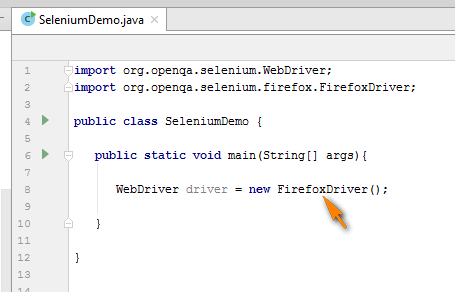 SeleniumDemo.java
1 import org.openqa.selenium.WebDriver;
2 import org.openqa.selenium.firefox.FirefoxDriver;
3
4 public class SeleniumDemo {
5
6 public static void main(String[] args){
7
8 WebDriver driver = new FirefoxDriver();
9
10 }
11
12 }
13
14